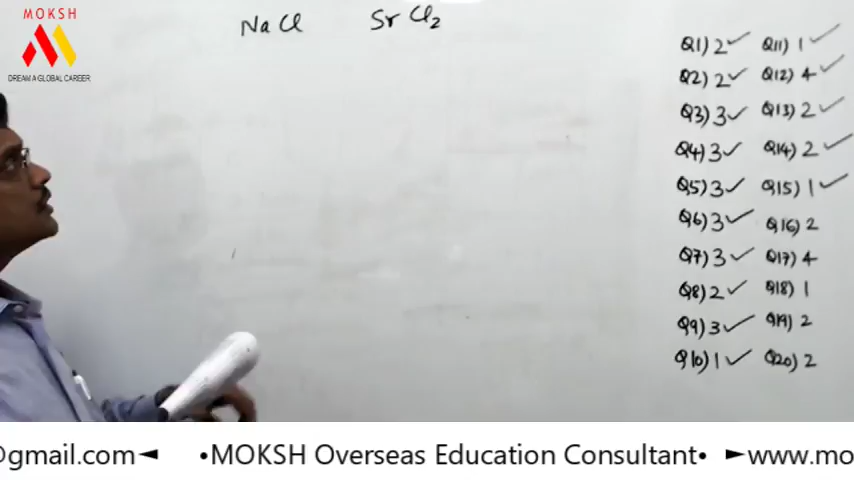 MOKSH
DREAM A GLOBAL CAREER
NaCl SrCl₂
Q1) 2 ✓ Q11) 1 ✓
Q2) 2 ✓ Q12) 4 ✓
Q3) 3 ✓ Q13) 2 ✓
Q4) 3 ✓ Q14) 2 ✓
Q5) 3 ✓ Q15) 1 ✓
Q6) 3 ✓ Q16) 2
Q7) 3 ✓ Q17) 4
Q8) 2 ✓ Q18) 1
Q9) 3 ✓ Q19) 2
Q10) 1 ✓ Q20) 2
@gmail.com◄ •MOKSH Overseas Education Consultant• ►www.mo